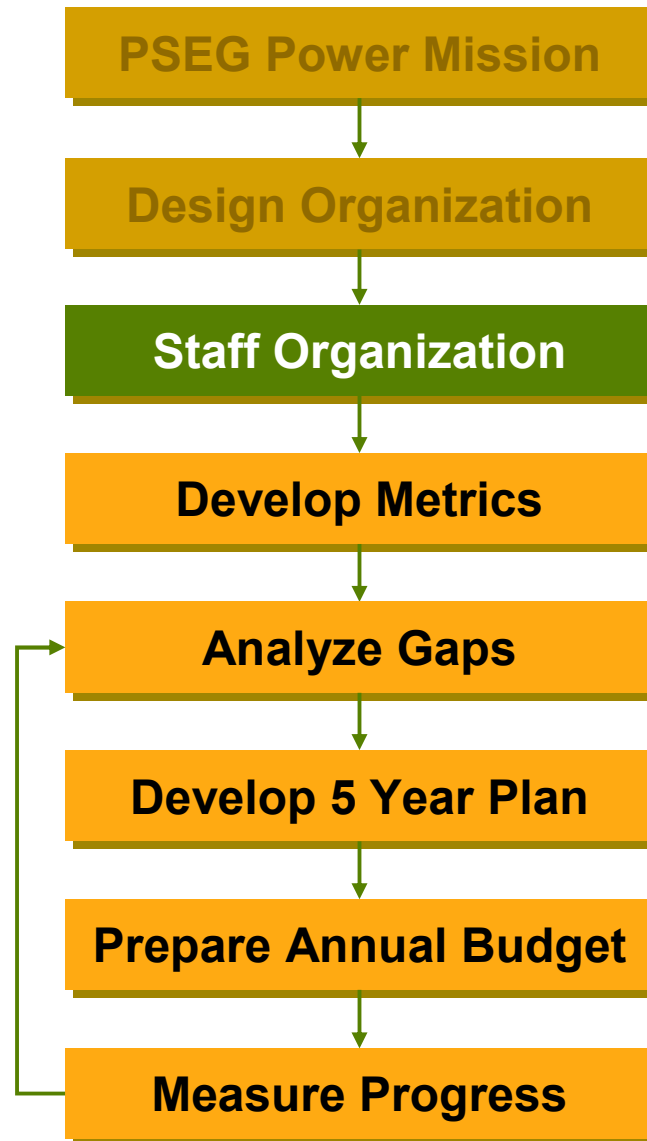 PSEG Power Mission
Design Organization
Staff Organization
Develop Metrics
Analyze Gaps
Develop 5 Year Plan
Prepare Annual Budget
Measure Progress